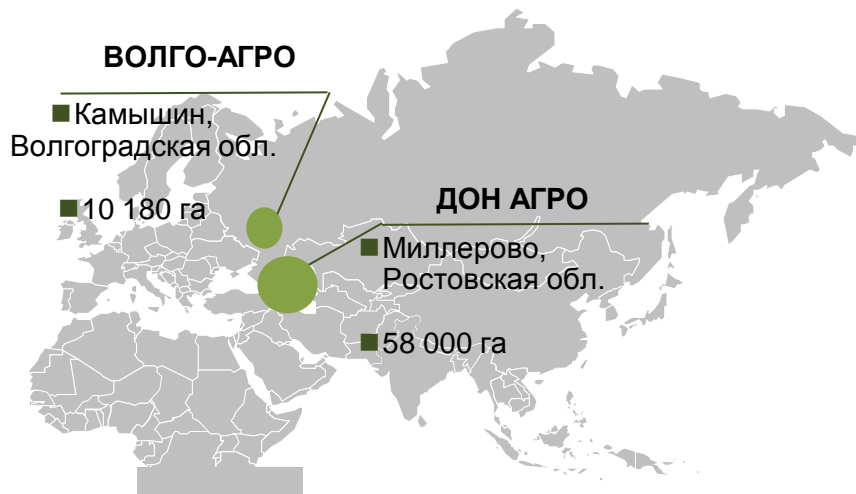 ВОЛГО-АГРО
Камышин,
Волгоградская обл.
10 180 га
ДОН АГРО
Миллерово,
Ростовская обл.
58 000 га